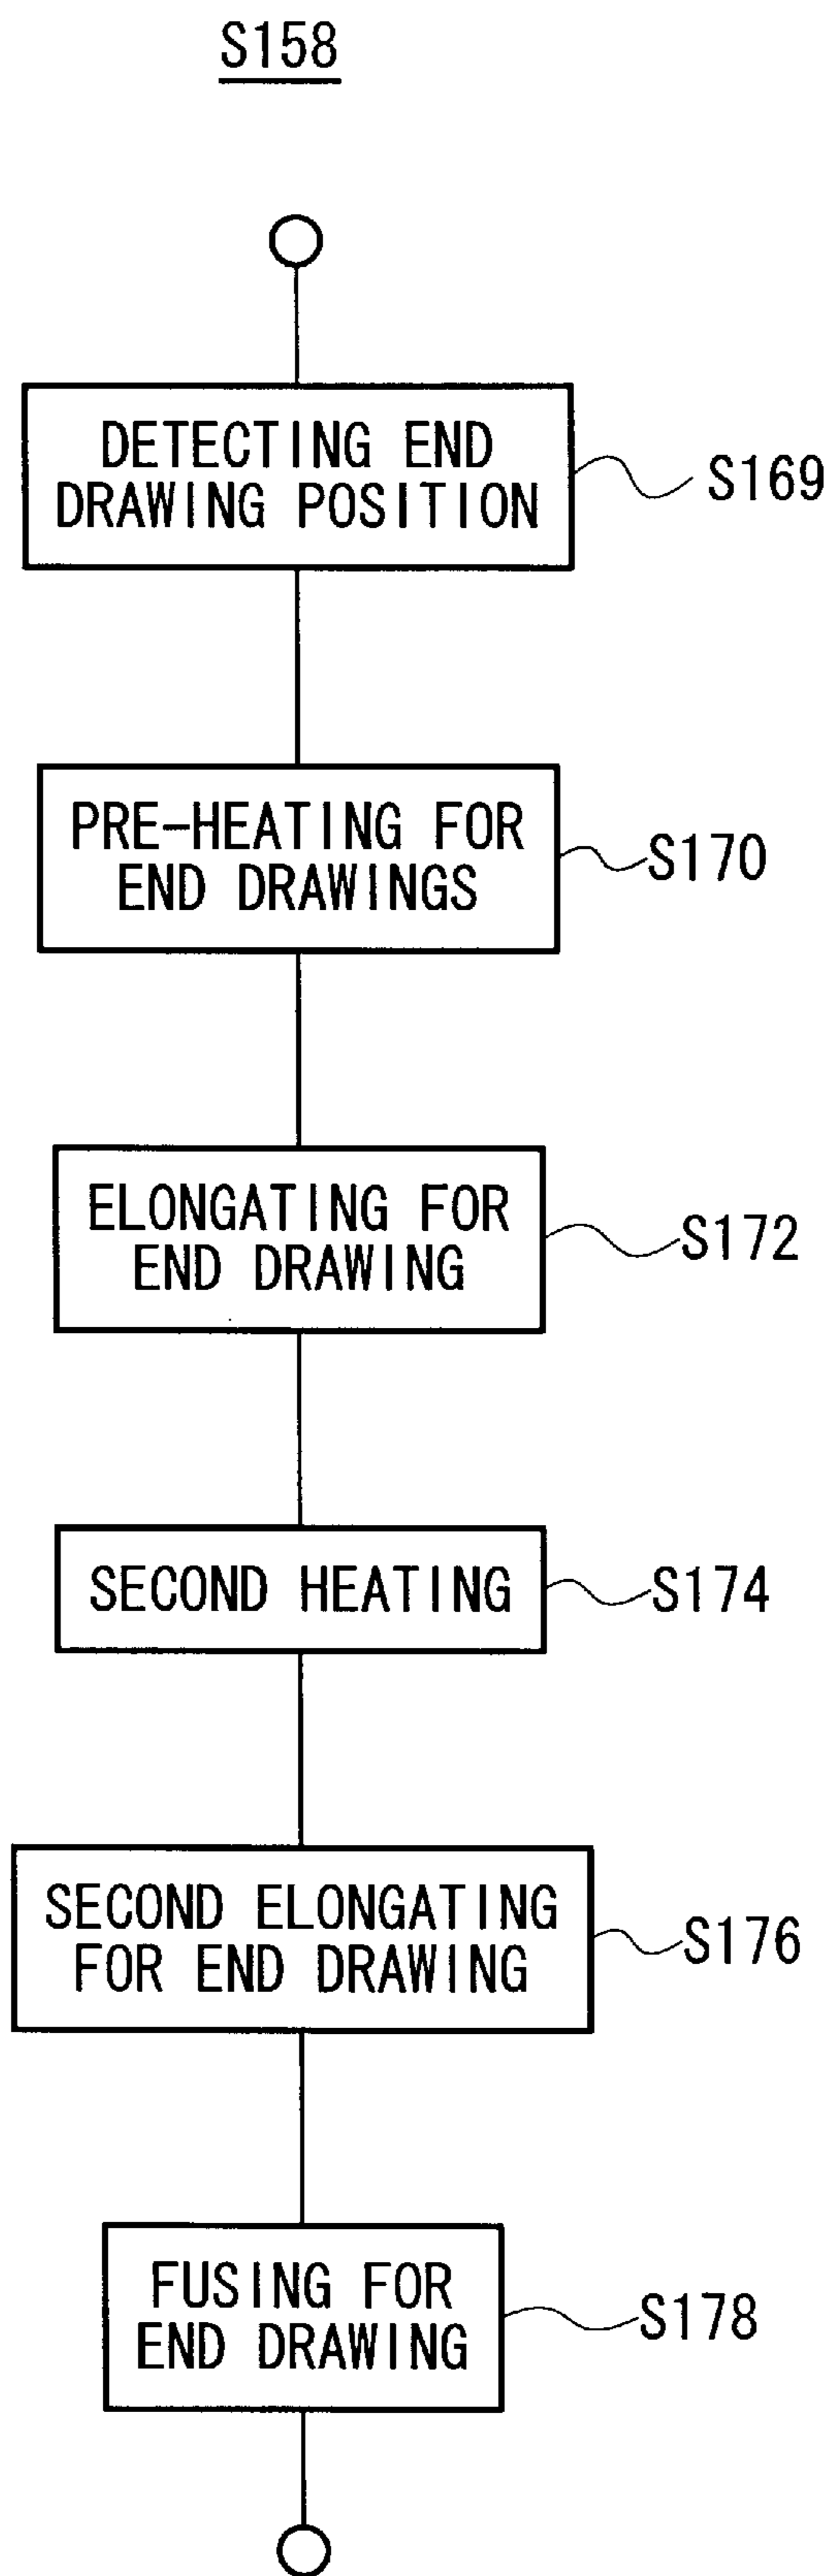 S158
DETECTING END
DRAWING POSITION
S169
PRE-HEATING FOR
END DRAWINGS
S170
ELONGATING FOR
END DRAWING
S172
SECOND HEATING
S174
SECOND ELONGATING
FOR END DRAWING
S176
FUSING FOR
END DRAWING
S178